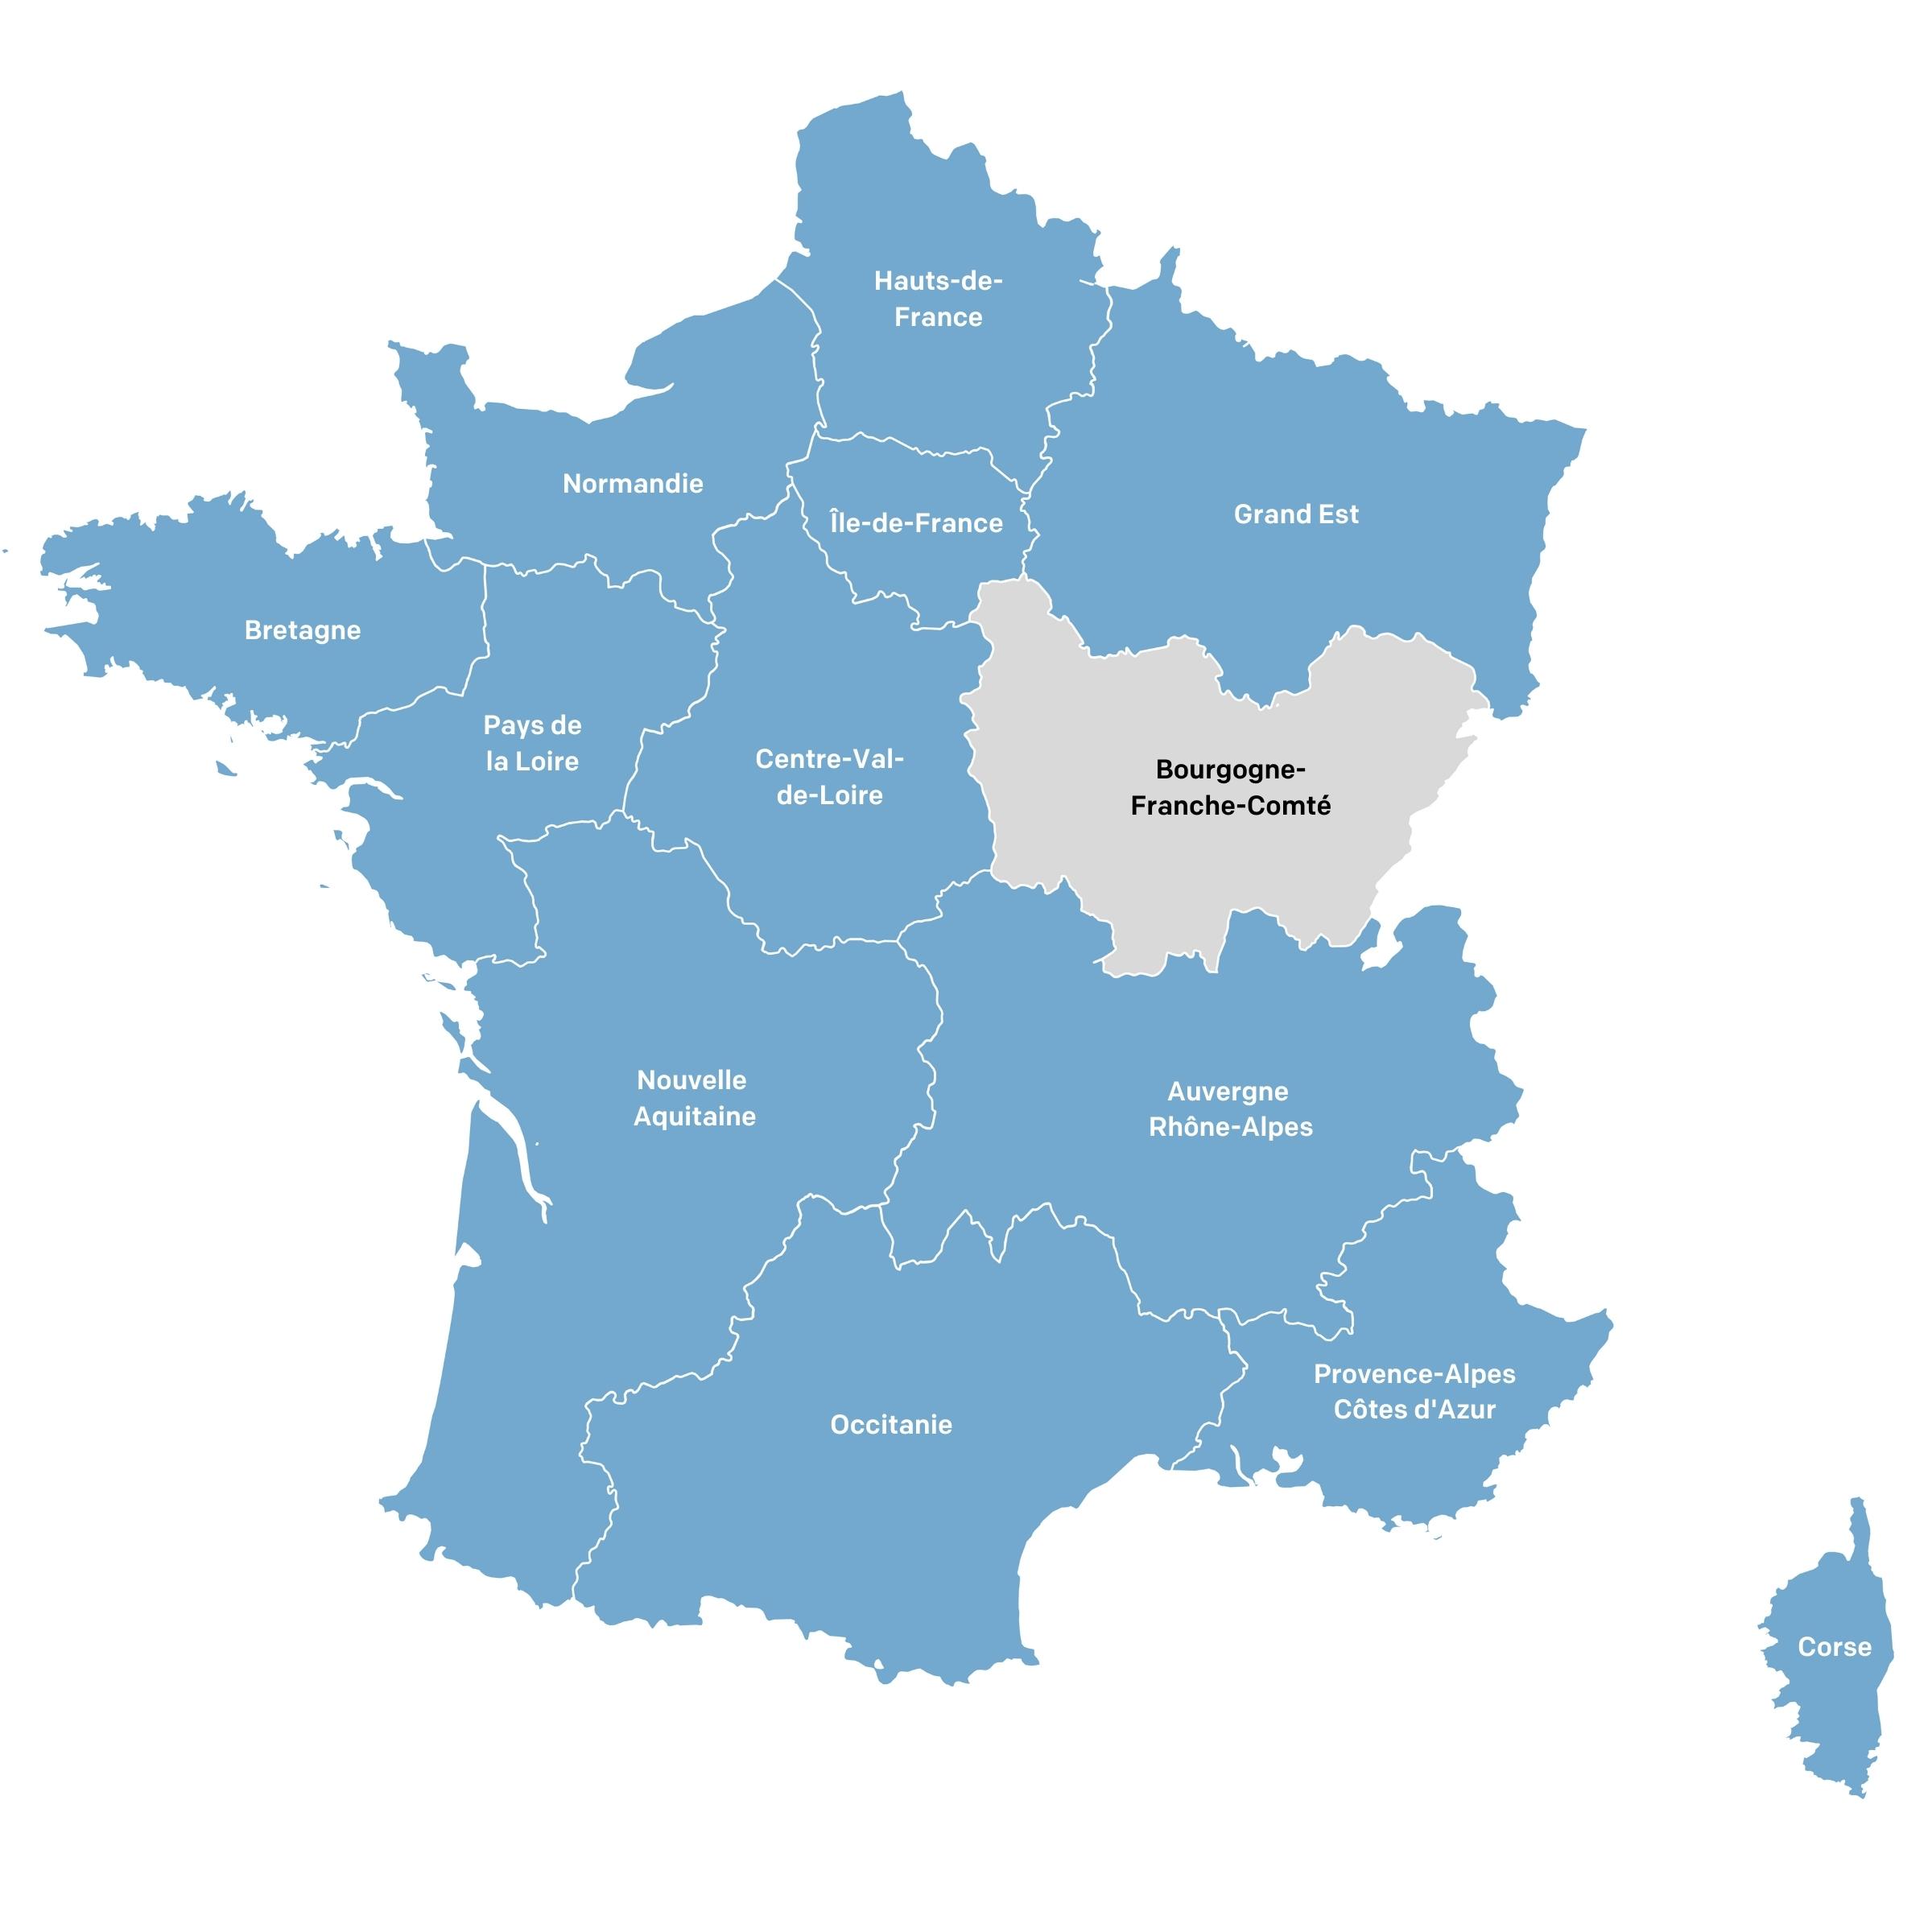 Hauts-de-
France
Normandie
Île-de-France
Grand Est
Bretagne
Pays de
la Loire
Centre-Val-
de-Loire
Bourgogne-
Franche-Comté
Nouvelle
Aquitaine
Auvergne
Rhône-Alpes
Provence-Alpes
Côtes d'Azur
Occitanie
Corse